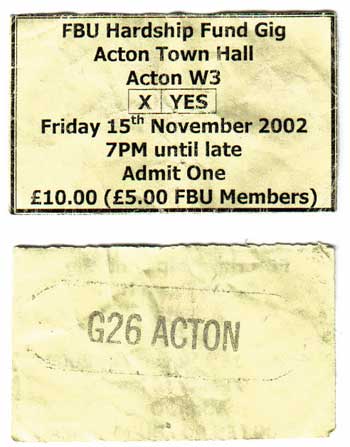 FBU Hardship Fund Gig
Acton Town Hall
Acton W3
X YES
Friday 15th November 2002
7PM until late
Admit One
£10.00 (£5.00 FBU Members)
G26 ACTON